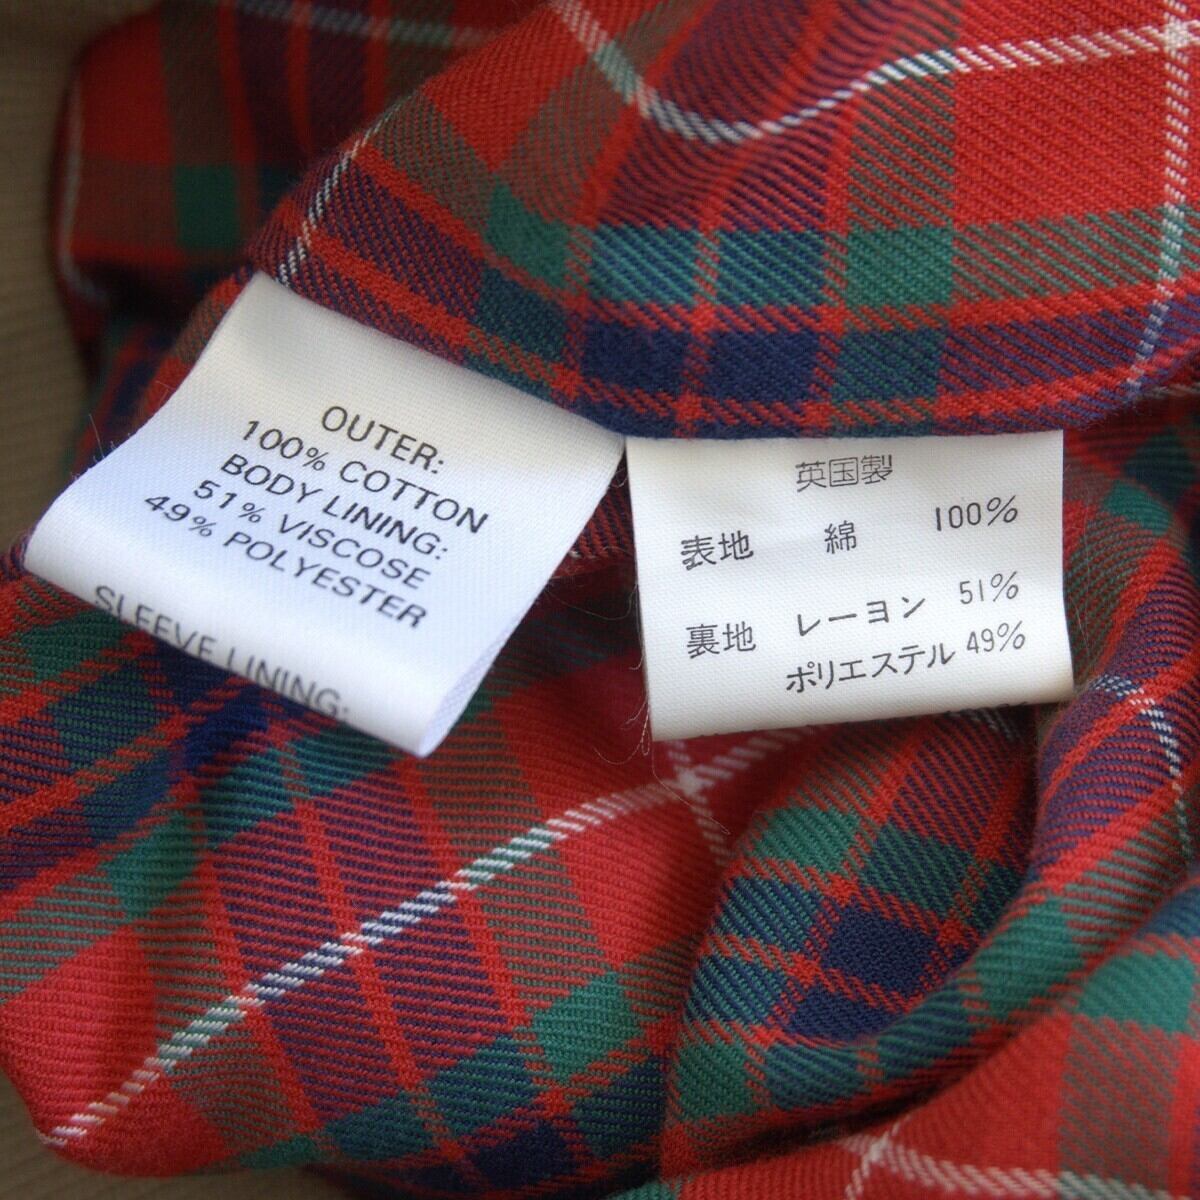 OUTER:
100% COTTON
BODY LINING:
51% VISCOSE
49% POLYESTER
SLEEVE LINING:
英国製
表地 綿 100%
裏地 レーヨン 51%
ポリエステル 49%